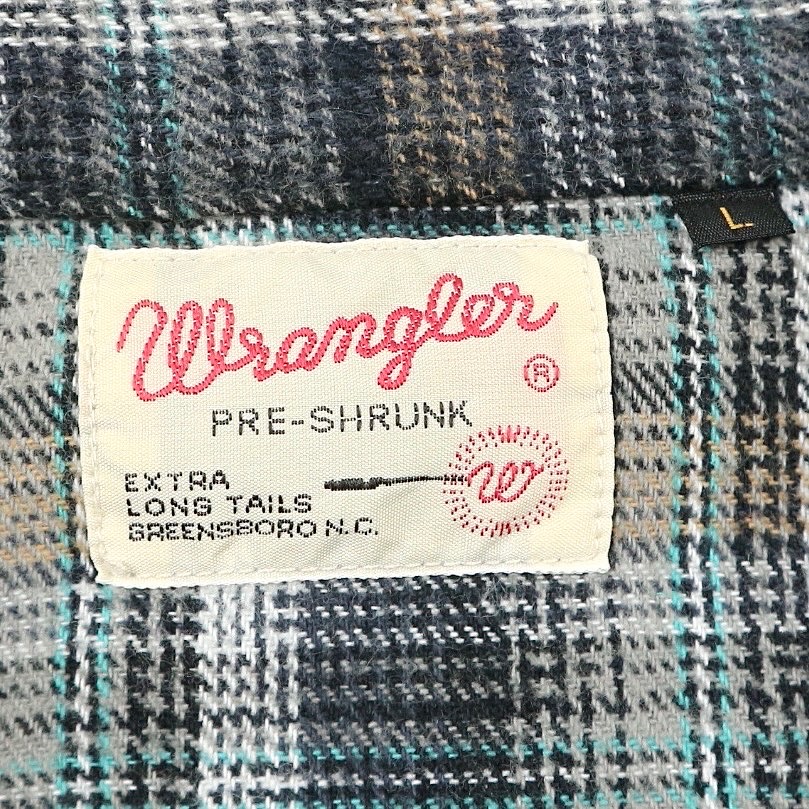 L
Wrangler
®
PRE-SHRUNK
EXTRA
LONG TAILS
GREENSBORO N.C.
W